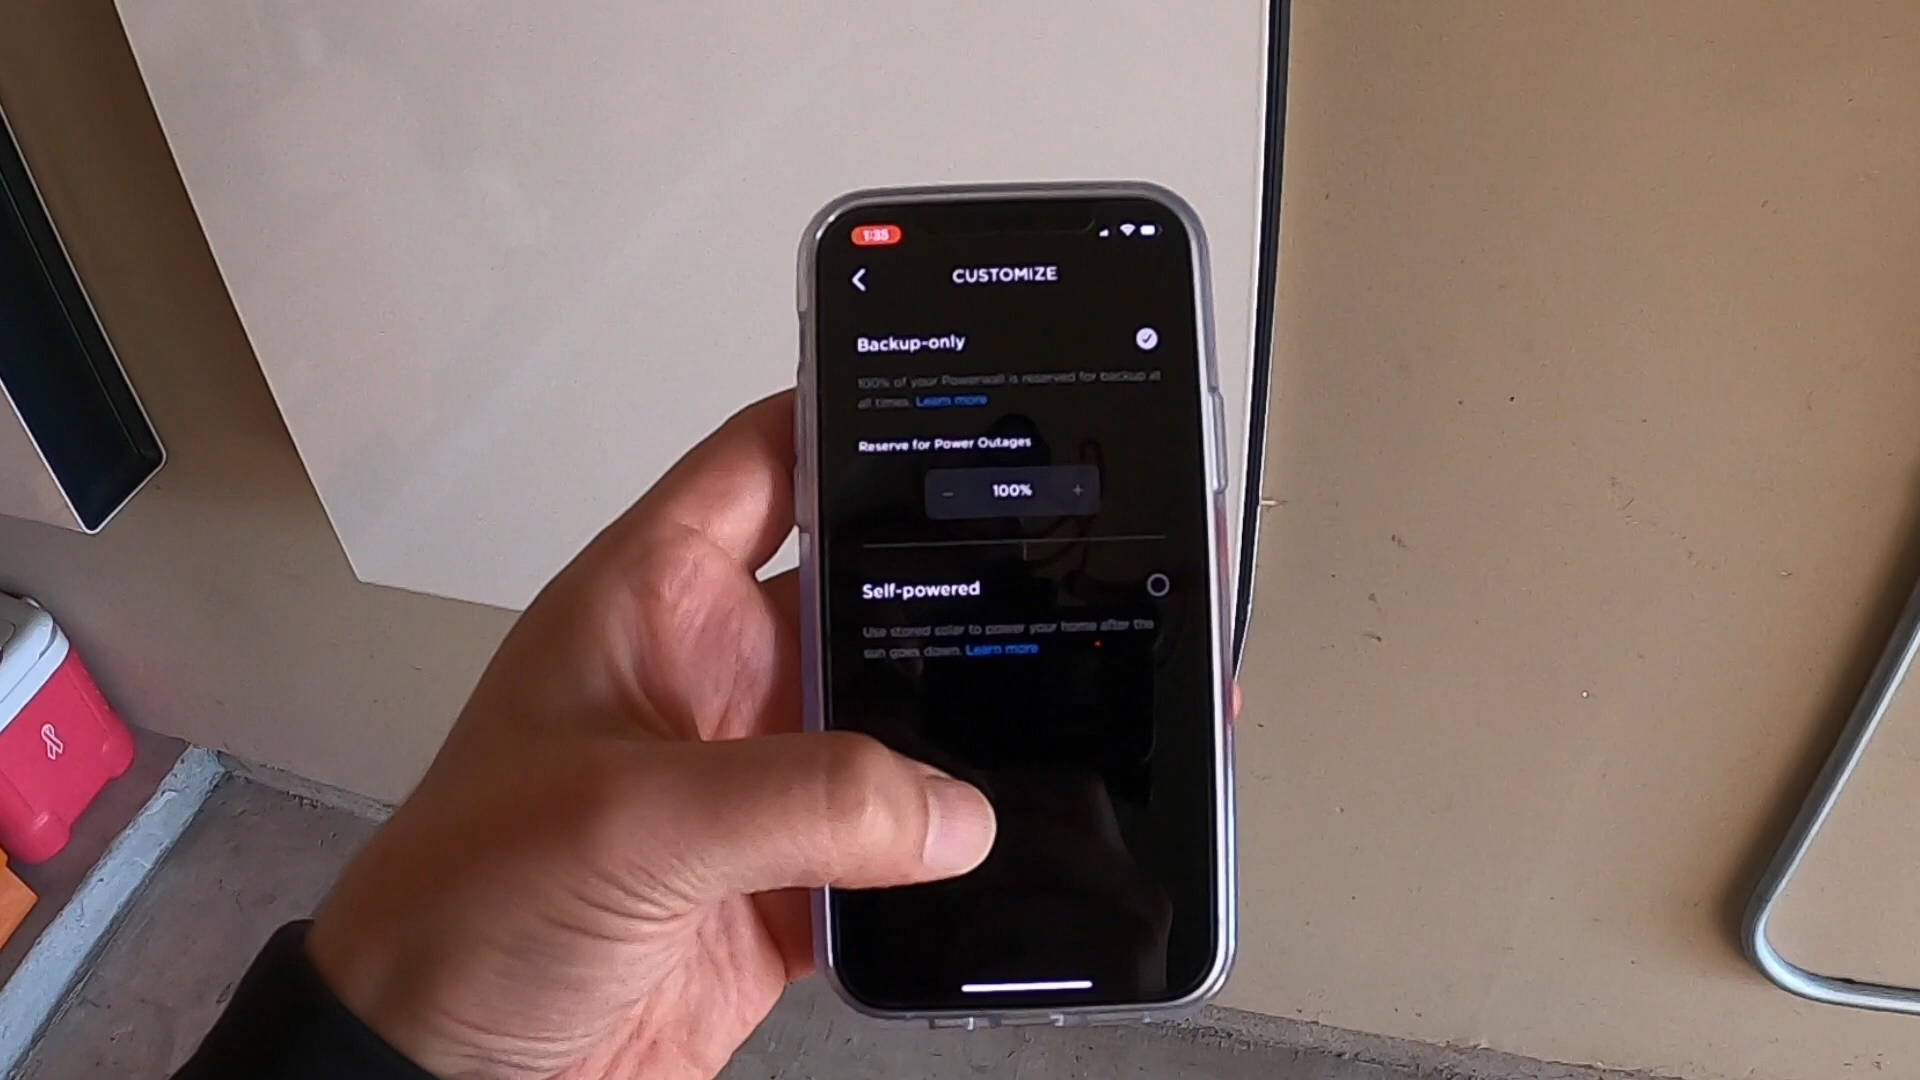 1:35
CUSTOMIZE
Backup-only
100% of your Powerwall is reserved for backup at
all times. Learn more
Reserve for Power Outages
- 100% +
Self-powered
Use stored solar to power your home after the
sun goes down. Learn more